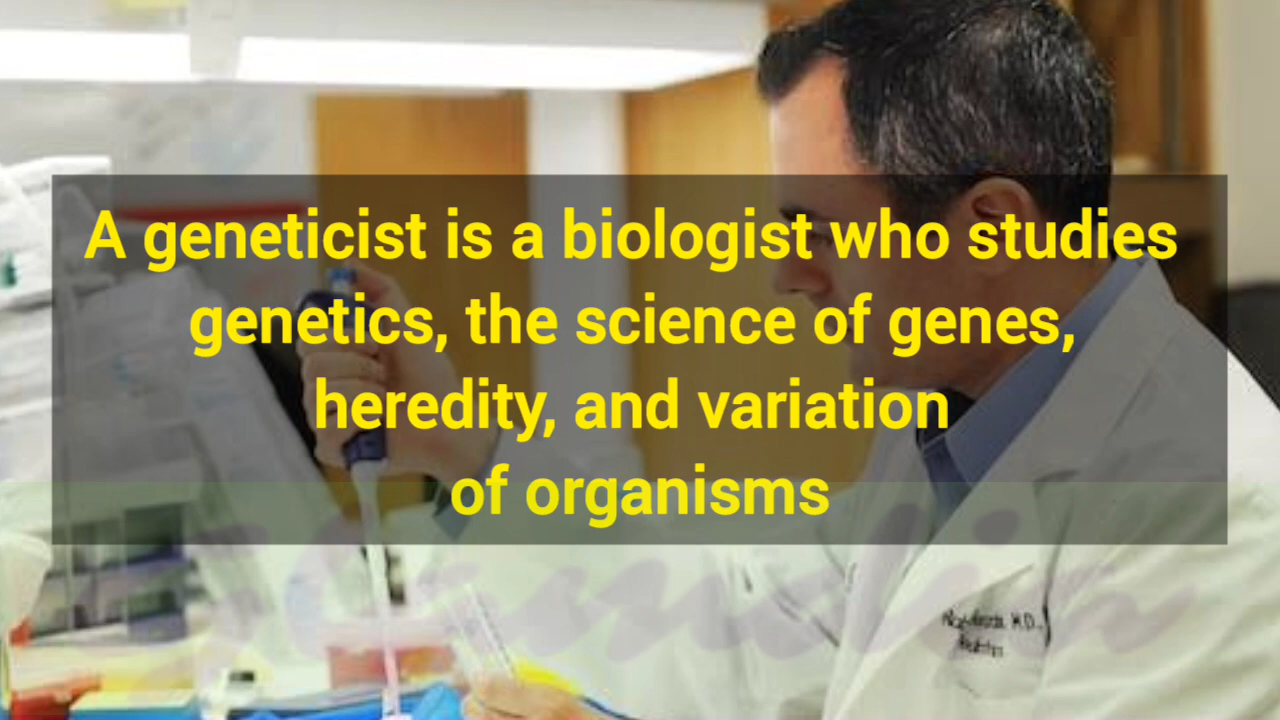 A geneticist is a biologist who studies
genetics, the science of genes,
heredity, and variation
of organisms
M.D.